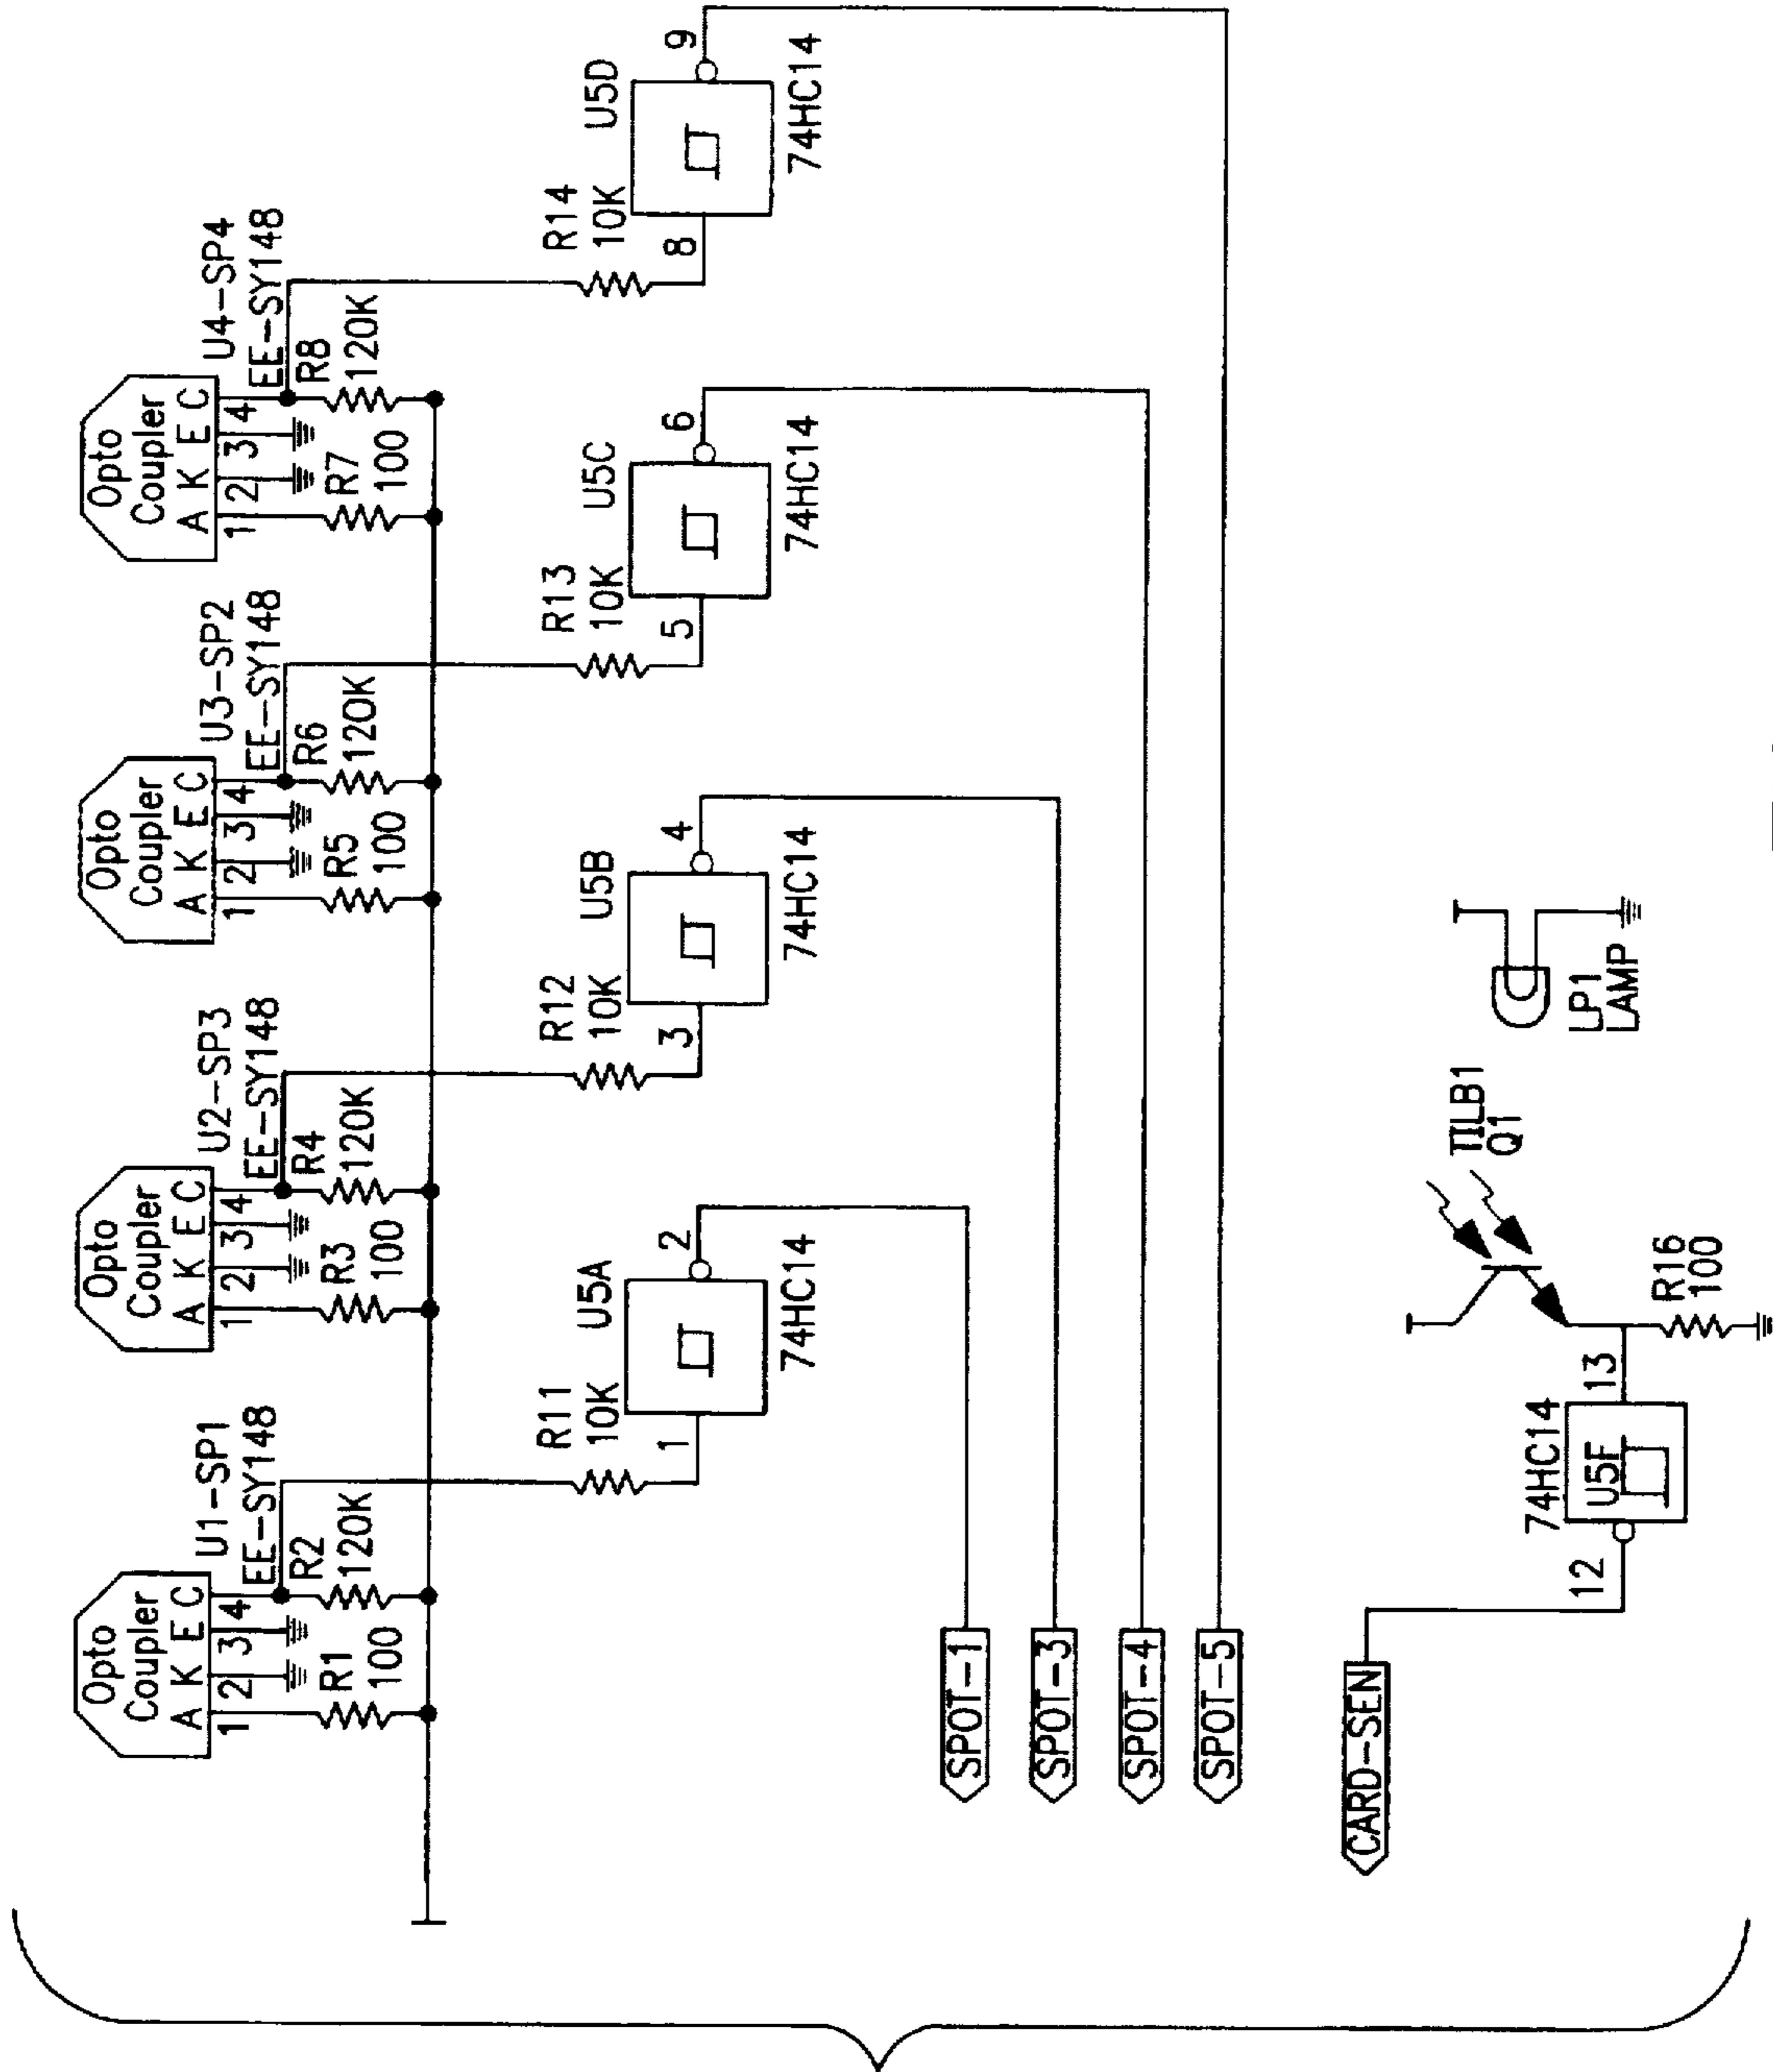 Opto
Coupler
A K E C
1 2 3 4
U1-SP1
EE-SY148
R1
100
R2
120K
Opto
Coupler
A K E C
1 2 3 4
U2-SP3
EE-SY148
R3
100
R4
120K
Opto
Coupler
A K E C
1 2 3 4
U3-SP2
EE-SY148
R5
100
R6
120K
Opto
Coupler
A K E C
1 2 3 4
U4-SP4
EE-SY148
R7
100
R8
120K
R11
10K
1
U5A
2
74HC14
R12
10K
3
U5B
4
74HC14
R13
10K
5
U5C
6
74HC14
R14
10K
8
U5D
9
74HC14
SPOT-1
SPOT-3
SPOT-4
SPOT-5
CARD-SEN
12
74HC14
U5F
13
TILB1
Q1
R16
100
LP1
LAMP